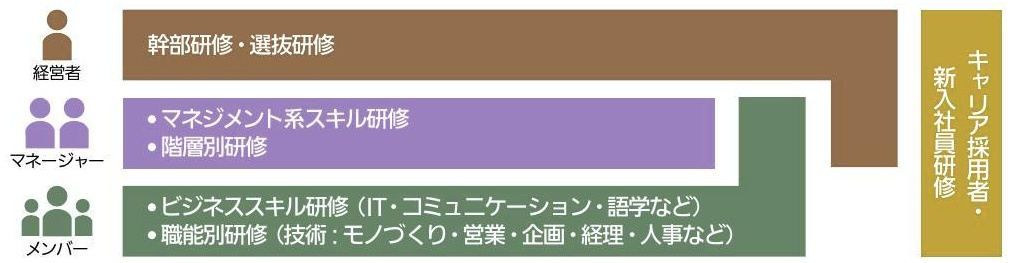 経営者
幹部研修・選抜研修
マネージャー
•マネジメント系スキル研修
•階層別研修
メンバー
•ビジネススキル研修（IT・コミュニケーション・語学など）
•職能別研修（技術：モノづくり・営業・企画・経理・人事など）
キャリア採用者・
新入社員研修